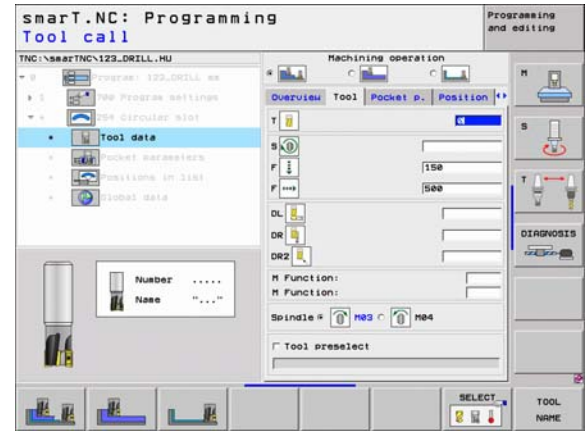 smarT.NC: Programming
Tool call
Programming
and editing
TNC:\smarTNC\123_DRILL.HU
0 Program: 123_DRILL mm
1 700 Program settings
254 Circular slot
Tool data
Pocket parameters
Positions in list
Global data
Number .....
Name "..."
Machining operation
Overview Tool Pocket p. Position
T
S
F 150
F 500
DL
DR
DR2
M Function:
M Function:
Spindle M03 M04
Tool preselect
M
S
T
DIAGNOSIS
SELECT
TOOL
NAME